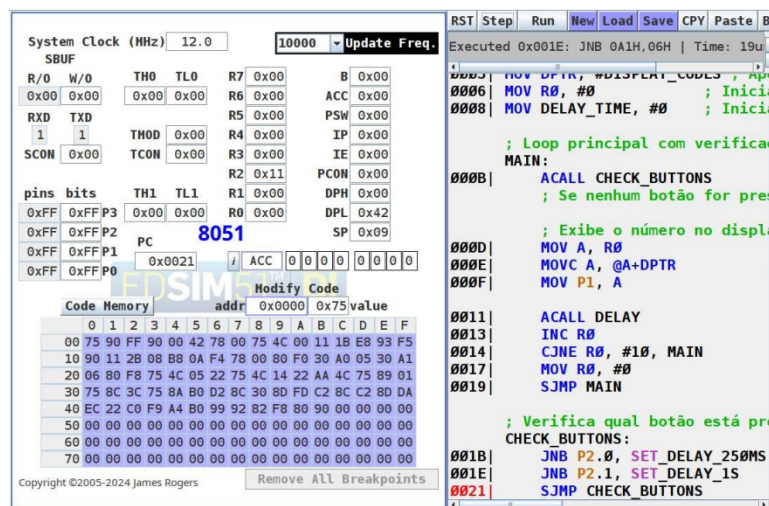 RST Step Run New Load Save CPY Paste
System Clock (MHz) 12.0 10000 Update Freq.
Executed 0x001E: JNB 0A1H,06H | Time: 19u
SBUF
R/O W/O TH0 TL0 R7 0x00 B 0x00
0x00 0x00 0x00 0x00 R6 0x00 ACC 0x00
RXD TXD R5 0x00 PSW 0x00
1 1 TMOD 0x00 R4 0x00 IP 0x00
SCON 0x00 TCON 0x00 R3 0x00 IE 0x00
R2 0x11 PCON 0x00
pins bits TH1 TL1 R1 0x00 DPH 0x00
0xFF 0xFF P3 0x00 0x00 R0 0x00 DPL 0x42
0xFF 0xFF P2 8051 SP 0x09
0xFF 0xFF P1 PC
0xFF 0xFF P0 0x0021 i ACC 0 0 0 0 0 0 0 0
EDSIM51™ DI
Modify Code
Code Memory addr 0x0000 0x75 value
0 1 2 3 4 5 6 7 8 9 A B C D E F
00 75 90 FF 90 00 42 78 00 75 4C 00 11 1B E8 93 F5
10 90 11 2B 08 B8 0A F4 78 00 80 F0 30 A0 05 30 A1
20 06 80 F8 75 4C 05 22 75 4C 14 22 AA 4C 75 89 01
30 75 8C 3C 75 8A B0 D2 8C 30 8D FD C2 8C C2 8D DA
40 EC 22 C0 F9 A4 B0 99 92 82 F8 80 90 00 00 00 00
50 00 00 00 00 00 00 00 00 00 00 00 00 00 00 00 00
60 00 00 00 00 00 00 00 00 00 00 00 00 00 00 00 00
70 00 00 00 00 00 00 00 00 00 00 00 00 00 00 00 00
Copyright ©2005-2024 James Rogers Remove All Breakpoints
0003| MOV DPTR, #DISPLAY_CODES ; Ap
0006| MOV R0, #0 ; Inicia
0008| MOV DELAY_TIME, #0 ; Inicia
; Loop principal com verifica
MAIN:
000B| ACALL CHECK_BUTTONS
; Se nenhum botão for pres
; Exibe o número no displa
000D| MOV A, R0
000E| MOVC A, @A+DPTR
000F| MOV P1, A
0011| ACALL DELAY
0013| INC R0
0014| CJNE R0, #10, MAIN
0017| MOV R0, #0
0019| SJMP MAIN
; Verifica qual botão está pr
CHECK_BUTTONS:
001B| JNB P2.0, SET_DELAY_250MS
001E| JNB P2.1, SET_DELAY_1S
0021| SJMP CHECK_BUTTONS